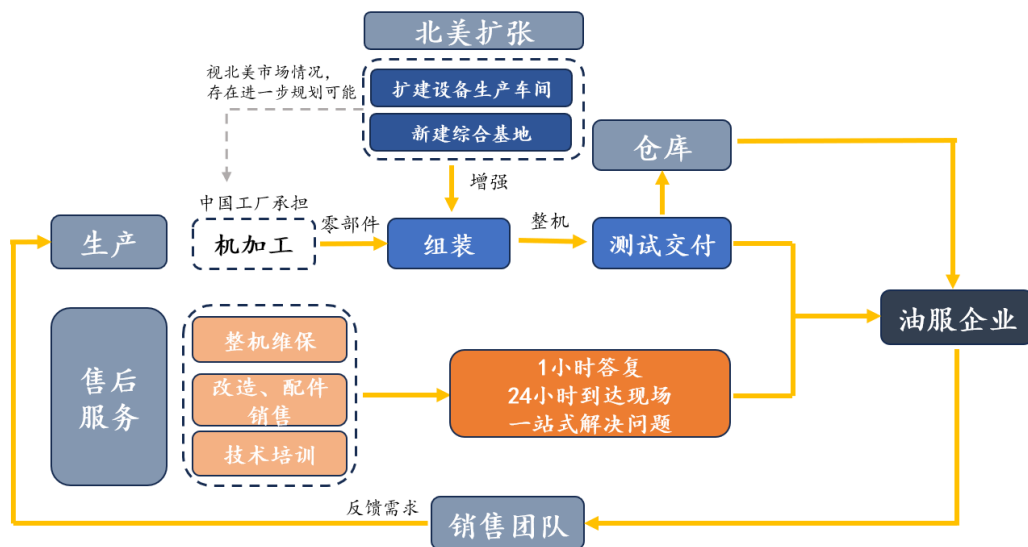 北美扩张
视北美市场情况，
存在进一步规划可能
扩建设备生产车间
新建综合基地
仓库
增强
中国工厂承担
生产
机加工
零部件
组装
整机
测试交付
油服企业
售后
服务
整机维保
改造、配件
销售
技术培训
1小时答复
24小时到达现场
一站式解决问题
反馈需求
销售团队